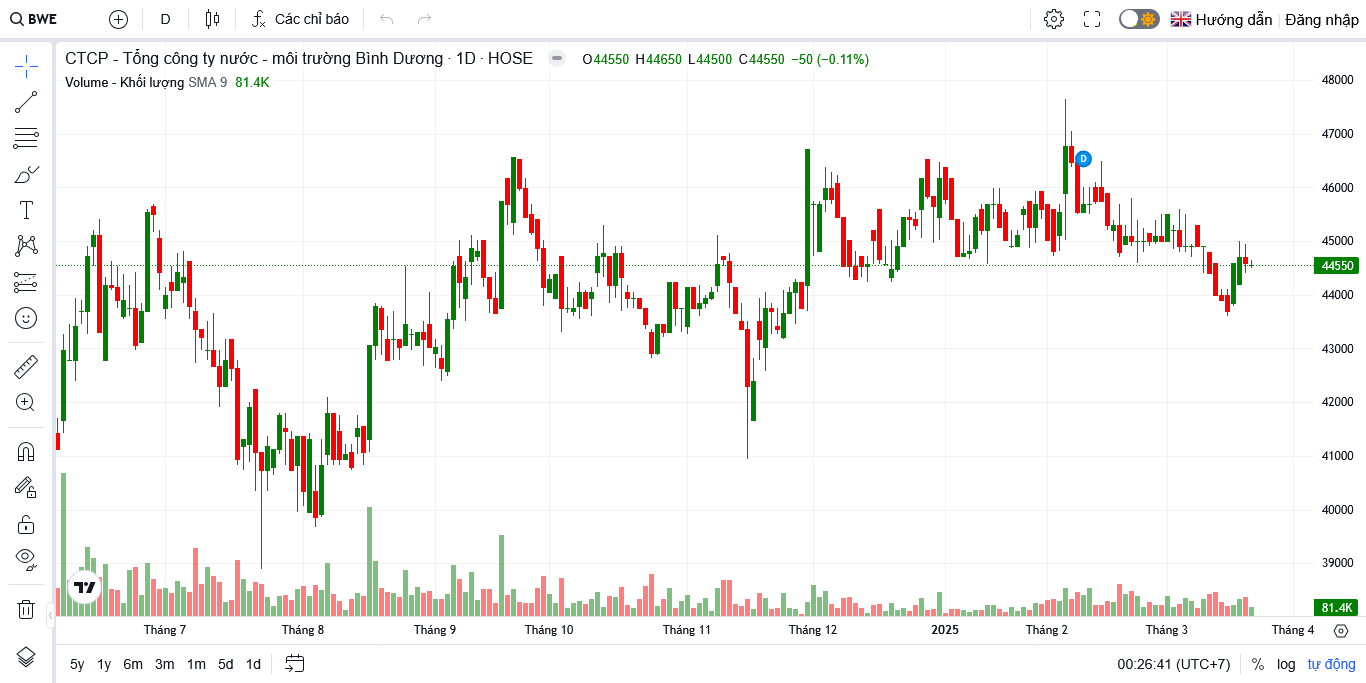 BWE D Các chỉ báo Hướng dẫn Đăng nhập
CTCP - Tổng công ty nước - môi trường Bình Dương · 1D · HOSE O44550 H44650 L44500 C44550 −50 (−0.11%)
Volume - Khối lượng SMA 9 81.4K
48000
47000
D
46000
45000
44550
44000
43000
42000
41000
40000
39000
81.4K
Tháng 7 Tháng 8 Tháng 9 Tháng 10 Tháng 11 Tháng 12 2025 Tháng 2 Tháng 3 Tháng 4
5y 1y 6m 3m 1m 5d 1d 00:26:41 (UTC+7) % log tự động